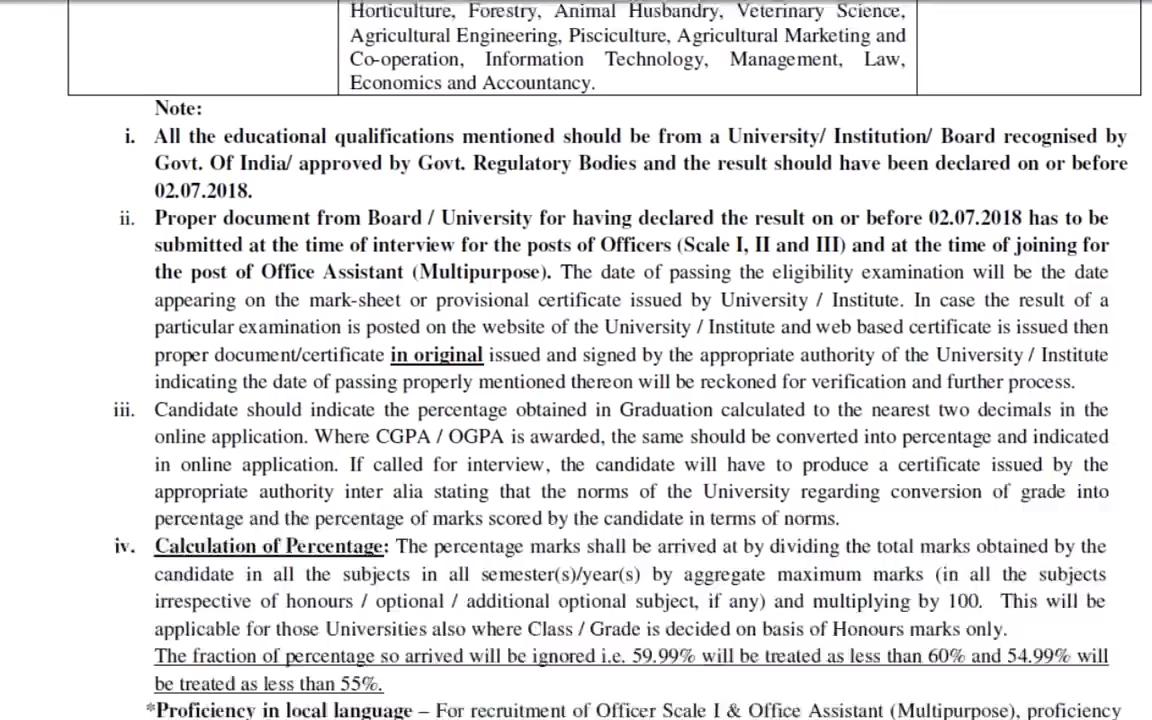 Horticulture, Forestry, Animal Husbandry, Veterinary Science,
Agricultural Engineering, Pisciculture, Agricultural Marketing and
Co-operation, Information Technology, Management, Law,
Economics and Accountancy.
Note:
i. All the educational qualifications mentioned should be from a University/ Institution/ Board recognised by
Govt. Of India/ approved by Govt. Regulatory Bodies and the result should have been declared on or before
02.07.2018.
ii. Proper document from Board / University for having declared the result on or before 02.07.2018 has to be
submitted at the time of interview for the posts of Officers (Scale I, II and III) and at the time of joining for
the post of Office Assistant (Multipurpose). The date of passing the eligibility examination will be the date
appearing on the mark-sheet or provisional certificate issued by University / Institute. In case the result of a
particular examination is posted on the website of the University / Institute and web based certificate is issued then
proper document/certificate in original issued and signed by the appropriate authority of the University / Institute
indicating the date of passing properly mentioned thereon will be reckoned for verification and further process.
iii. Candidate should indicate the percentage obtained in Graduation calculated to the nearest two decimals in the
online application. Where CGPA / OGPA is awarded, the same should be converted into percentage and indicated
in online application. If called for interview, the candidate will have to produce a certificate issued by the
appropriate authority inter alia stating that the norms of the University regarding conversion of grade into
percentage and the percentage of marks scored by the candidate in terms of norms.
iv. Calculation of Percentage: The percentage marks shall be arrived at by dividing the total marks obtained by the
candidate in all the subjects in all semester(s)/year(s) by aggregate maximum marks (in all the subjects
irrespective of honours / optional / additional optional subject, if any) and multiplying by 100. This will be
applicable for those Universities also where Class / Grade is decided on basis of Honours marks only.
The fraction of percentage so arrived will be ignored i.e. 59.99% will be treated as less than 60% and 54.99% will
be treated as less than 55%.
*Proficiency in local language – For recruitment of Officer Scale I & Office Assistant (Multipurpose), proficiency